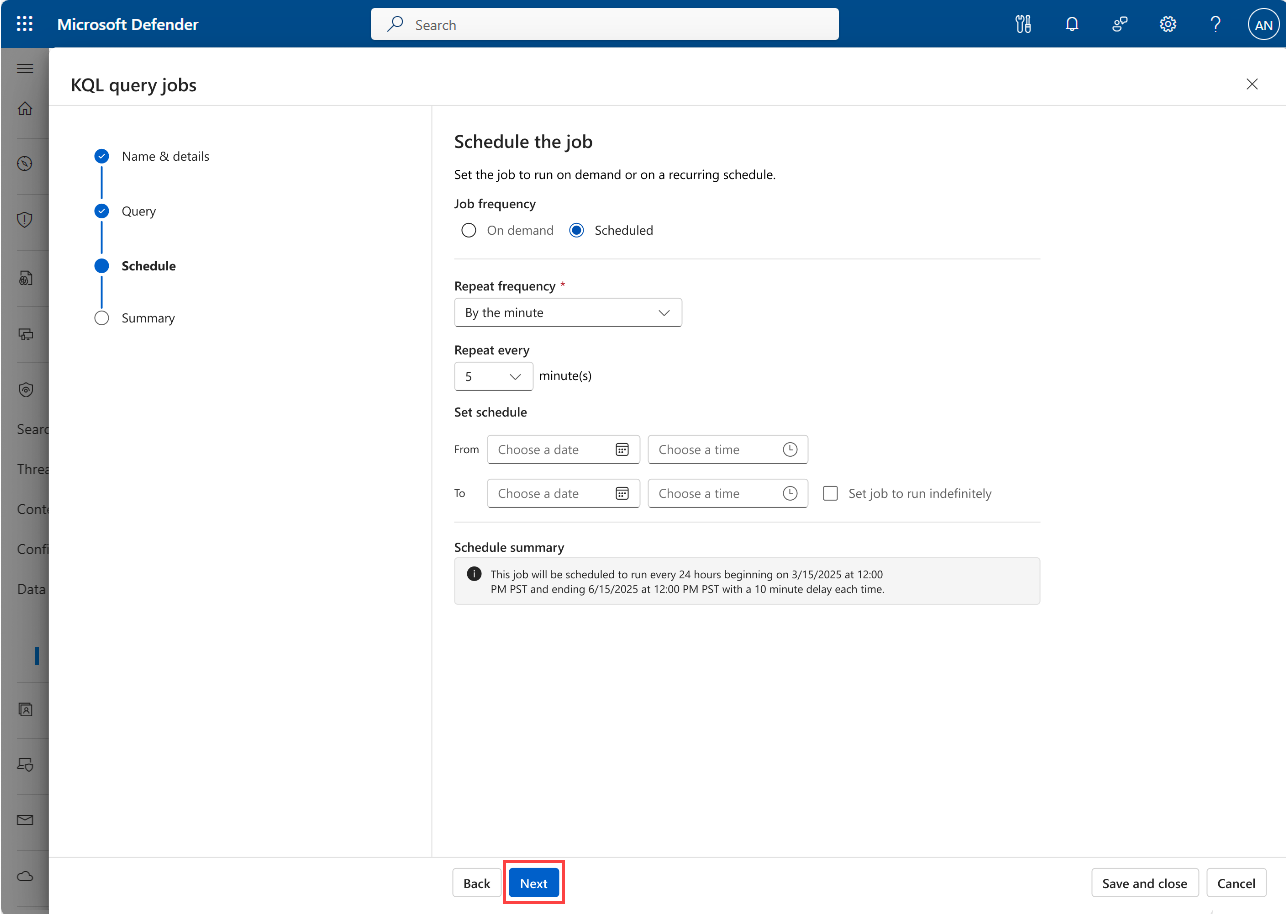 Microsoft Defender
Search
AN
KQL query jobs
Name & details
Query
Schedule
Summary
Searc
Threa
Conte
Confi
Data
Schedule the job
Set the job to run on demand or on a recurring schedule.
Job frequency
On demand
Scheduled
Repeat frequency *
By the minute
Repeat every
5
minute(s)
Set schedule
From
Choose a date
Choose a time
To
Choose a date
Choose a time
Set job to run indefinitely
Schedule summary
This job will be scheduled to run every 24 hours beginning on 3/15/2025 at 12:00
PM PST and ending 6/15/2025 at 12:00 PM PST with a 10 minute delay each time.
Back
Next
Save and close
Cancel